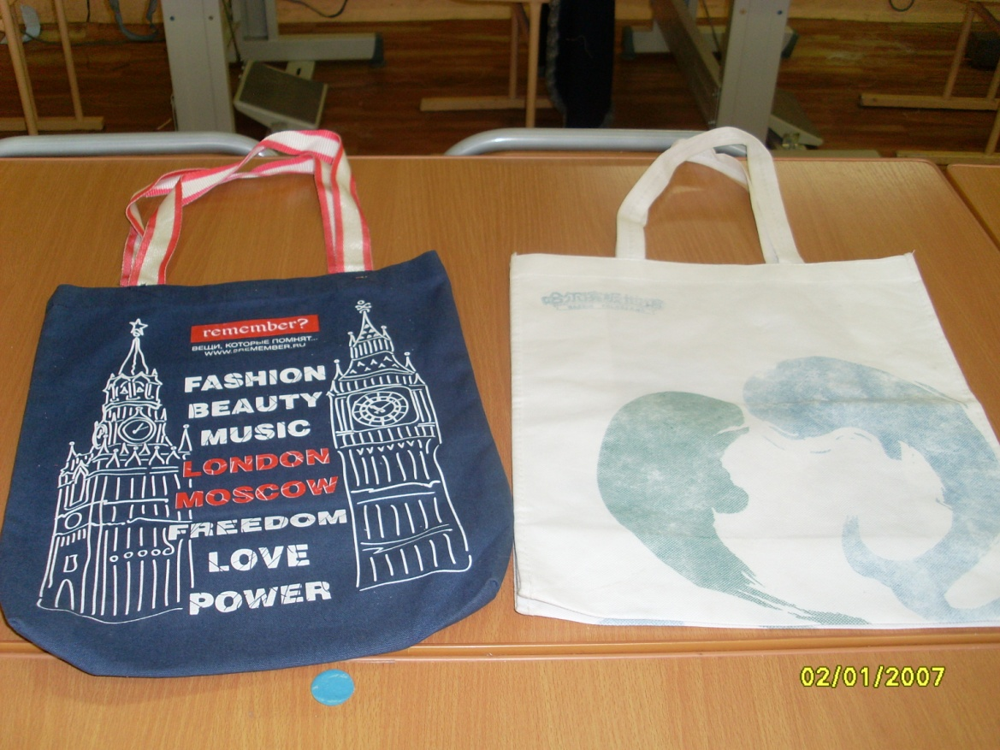 remember?
ВЕЩИ, КОТОРЫЕ ПОМНЯТ...
WWW.2REMEMBER.RU
FASHION
BEAUTY
MUSIC
LONDON
MOSCOW
FREEDOM
LOVE
POWER
02/01/2007